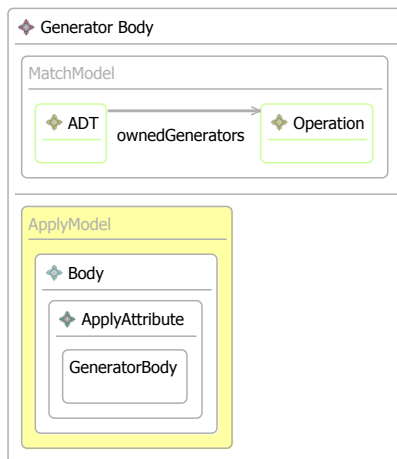 Generator Body
MatchModel
ADT
ownedGenerators
Operation
ApplyModel
Body
ApplyAttribute
GeneratorBody